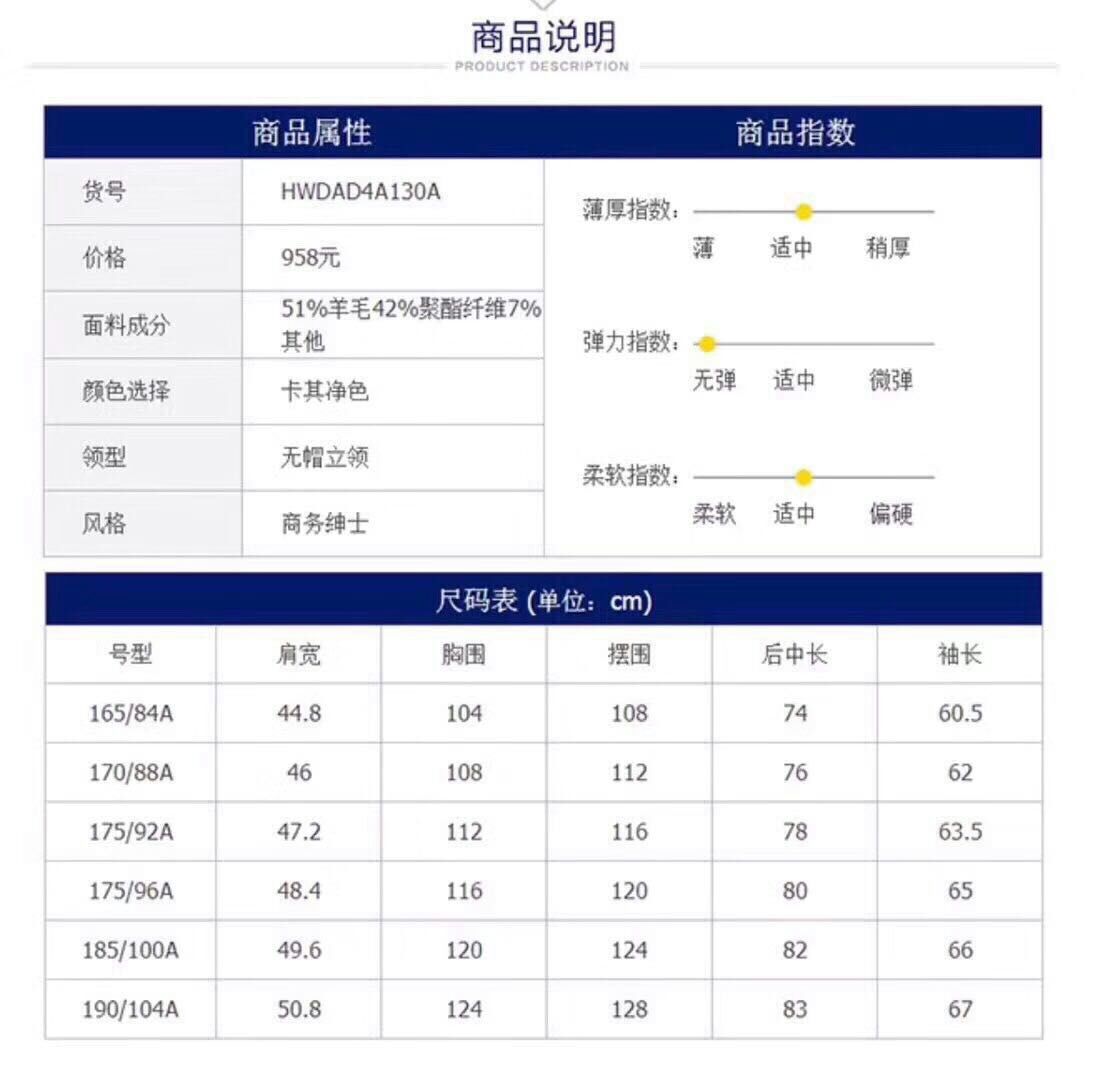 商品说明
PRODUCT DESCRIPTION
商品属性 商品指数
货号 HWDAD4A130A
价格 958元
面料成分 51%羊毛42%聚酯纤维7%
其他
颜色选择 卡其净色
领型 无帽立领
风格 商务绅士
薄厚指数：
薄 适中 稍厚
弹力指数：
无弹 适中 微弹
柔软指数：
柔软 适中 偏硬
尺码表 (单位：cm)
号型 肩宽 胸围 摆围 后中长 袖长
165/84A 44.8 104 108 74 60.5
170/88A 46 108 112 76 62
175/92A 47.2 112 116 78 63.5
175/96A 48.4 116 120 80 65
185/100A 49.6 120 124 82 66
190/104A 50.8 124 128 83 67